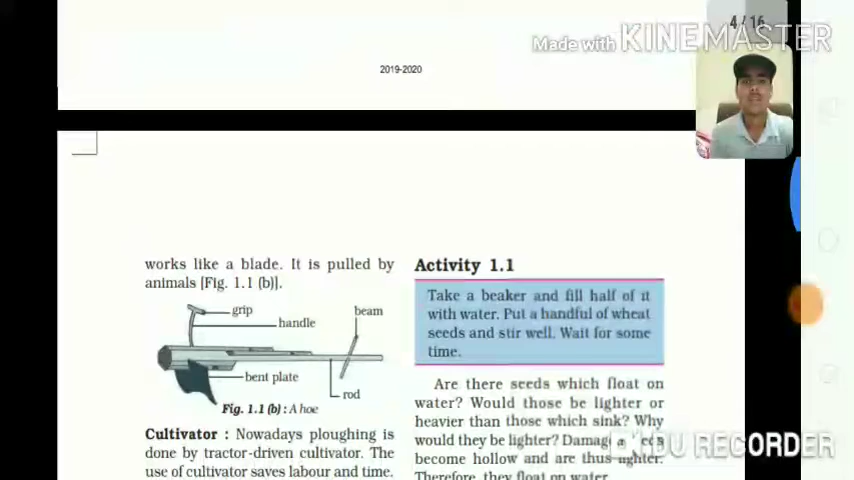 4/16
Made with KINEMASTER
2019-2020
works like a blade. It is pulled by
animals [Fig. 1.1 (b)].
grip
handle
beam
bent plate
rod
Fig. 1.1 (b) : A hoe
Cultivator : Nowadays ploughing is
done by tractor-driven cultivator. The
use of cultivator saves labour and time.
Activity 1.1
Take a beaker and fill half of it
with water. Put a handful of wheat
seeds and stir well. Wait for some
time.
Are there seeds which float on
water? Would those be lighter or
heavier than those which sink? Why
would they be lighter?
become hollow and are thus lighter.
Therefore, they float on water.
DU RECORDER